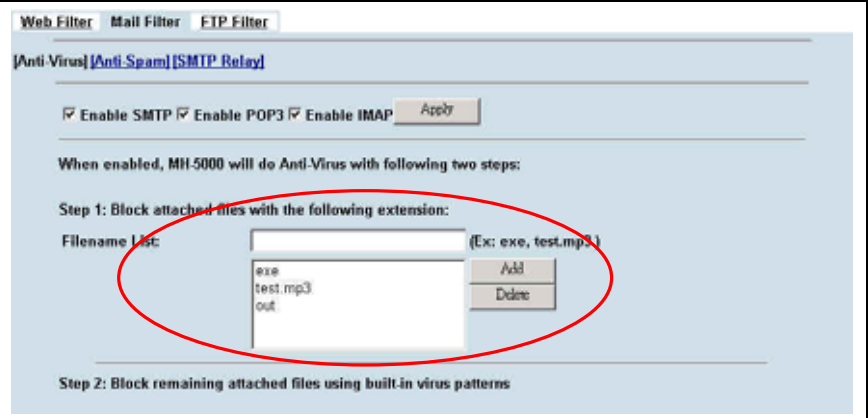 Web Filter Mail Filter FTP Filter
[Anti-Virus] [Anti-Spam] [SMTP Relay]
Enable SMTP Enable POP3 Enable IMAP Apply
When enabled, MH-5000 will do Anti-Virus with following two steps:
Step 1: Block attached files with the following extension:
Filename List: (Ex: exe, test.mp3 )
exe Add
test.mp3 Delete
out
Step 2: Block remaining attached files using built-in virus patterns